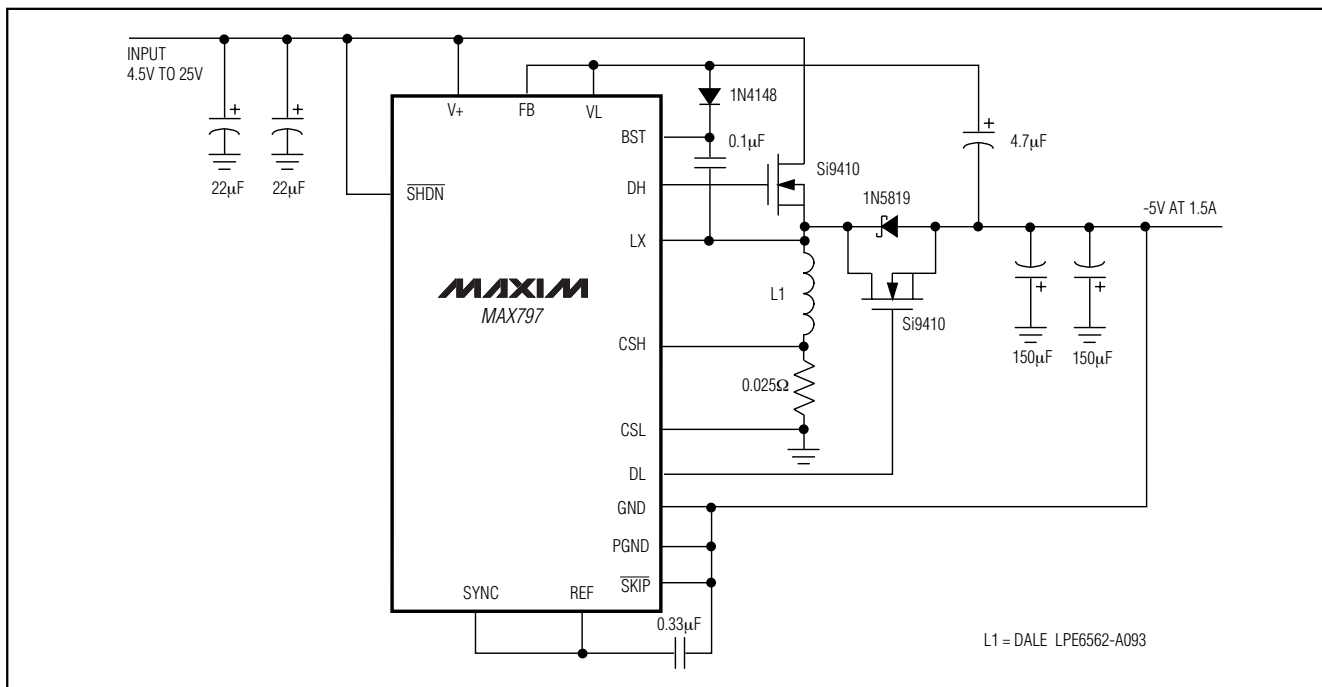 INPUT
4.5V TO 25V
V+
FB
VL
1N4148
BST
0.1µF
4.7µF
Si9410
22µF
22µF
SHDN
DH
1N5819
-5V AT 1.5A
LX
MAXIM
MAX797
L1
Si9410
CSH
150µF
150µF
0.025Ω
CSL
DL
GND
PGND
SYNC
REF
SKIP
0.33µF
L1 = DALE LPE6562-A093